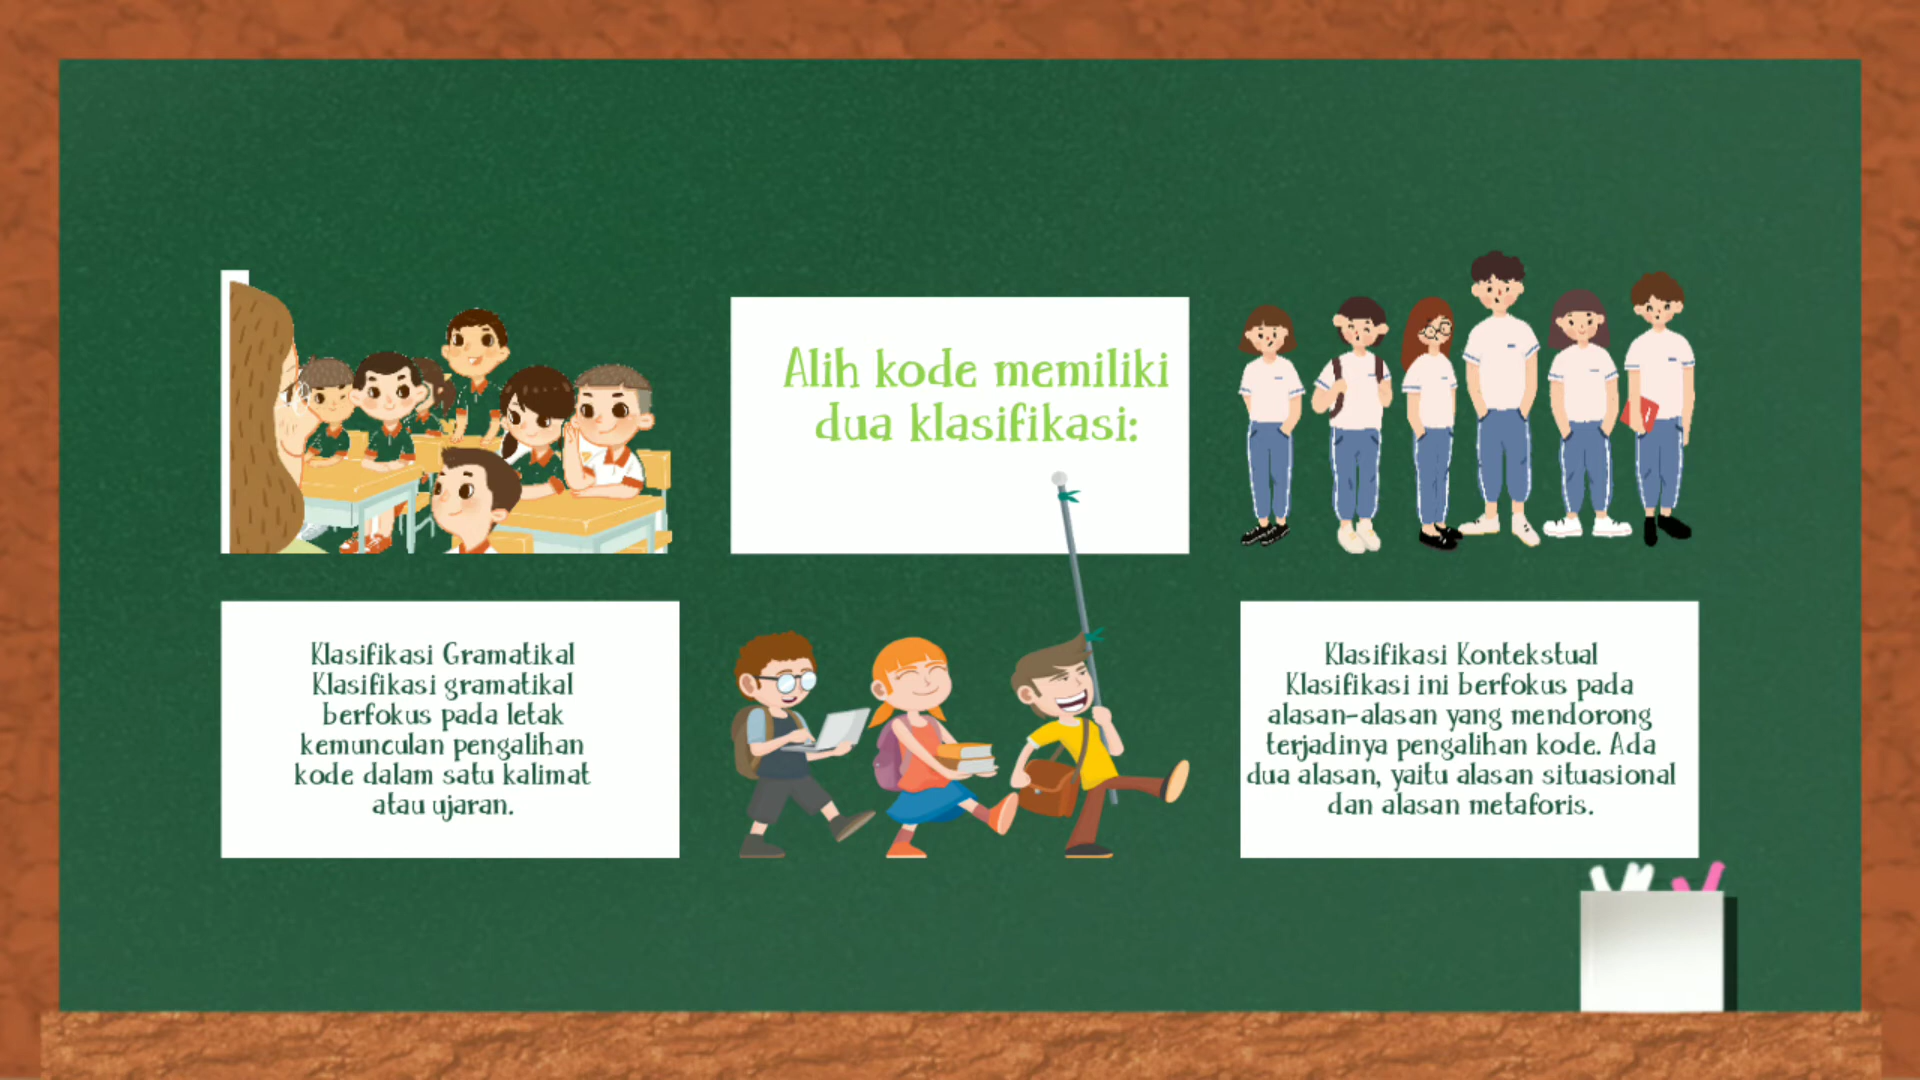 Alih kode memiliki
dua klasifikasi:
Klasifikasi Gramatikal
Klasifikasi gramatikal
berfokus pada letak
kemunculan pengalihan
kode dalam satu kalimat
atau ujaran.
Klasifikasi Kontekstual
Klasifikasi ini berfokus pada
alasan-alasan yang mendorong
terjadinya pengalihan kode. Ada
dua alasan, yaitu alasan situasional
dan alasan metaforis.